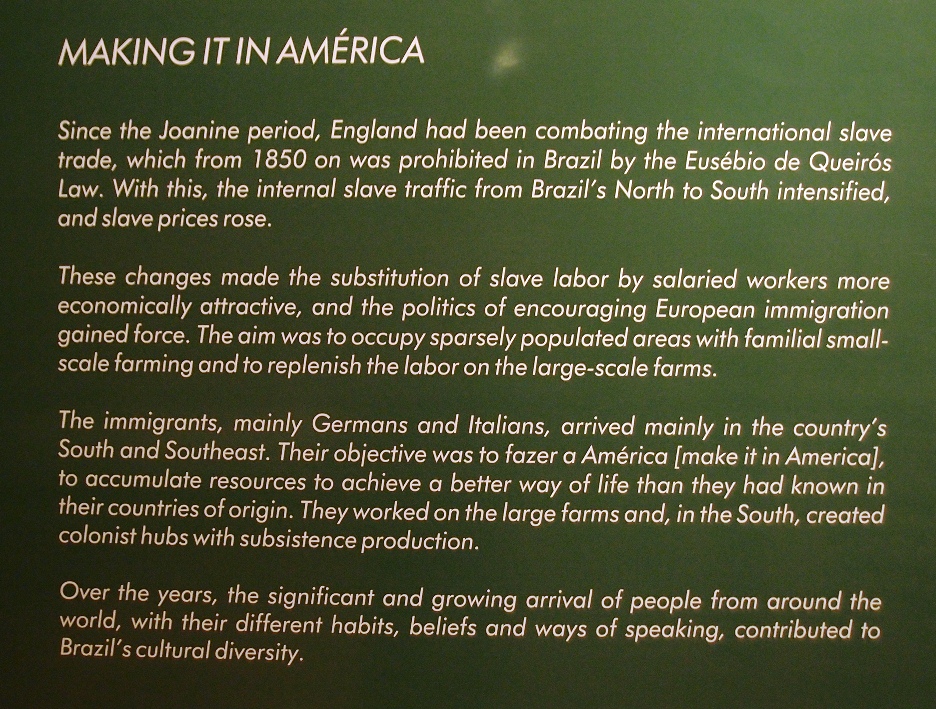 MAKING IT IN AMÉRICA
Since the Joanine period, England had been combating the international slave
trade, which from 1850 on was prohibited in Brazil by the Eusébio de Queirós
Law. With this, the internal slave traffic from Brazil's North to South intensified,
and slave prices rose.
These changes made the substitution of slave labor by salaried workers more
economically attractive, and the politics of encouraging European immigration
gained force. The aim was to occupy sparsely populated areas with familial small-
scale farming and to replenish the labor on the large-scale farms.
The immigrants, mainly Germans and Italians, arrived mainly in the country's
South and Southeast. Their objective was to fazer a América [make it in America],
to accumulate resources to achieve a better way of life than they had known in
their countries of origin. They worked on the large farms and, in the South, created
colonist hubs with subsistence production.
Over the years, the significant and growing arrival of people from around the
world, with their different habits, beliefs and ways of speaking, contributed to
Brazil's cultural diversity.